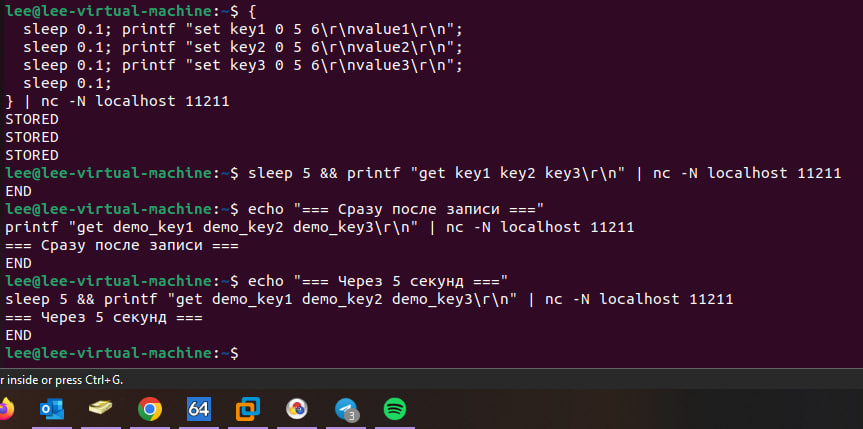 lee@lee-virtual-machine:~$ {
  sleep 0.1; printf "set key1 0 5 6\r\nvalue1\r\n";
  sleep 0.1; printf "set key2 0 5 6\r\nvalue2\r\n";
  sleep 0.1; printf "set key3 0 5 6\r\nvalue3\r\n";
  sleep 0.1;
} | nc -N localhost 11211
STORED
STORED
STORED
lee@lee-virtual-machine:~$ sleep 5 && printf "get key1 key2 key3\r\n" | nc -N localhost 11211
END
lee@lee-virtual-machine:~$ echo "=== Сразу после записи ==="
printf "get demo_key1 demo_key2 demo_key3\r\n" | nc -N localhost 11211
=== Сразу после записи ===
END
lee@lee-virtual-machine:~$ echo "=== Через 5 секунд ==="
sleep 5 && printf "get demo_key1 demo_key2 demo_key3\r\n" | nc -N localhost 11211
=== Через 5 секунд ===
END
lee@lee-virtual-machine:~$
r inside or press Ctrl+G.
64
3